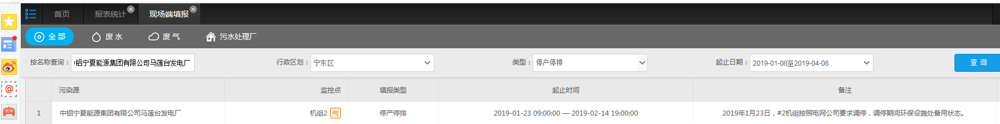 首页 报表统计 现场端填报
全部 废水 废气 污水处理厂
按名称查询： 铝宁夏能源集团有限公司马莲台发电厂 行政区划： 宁东区 类型： 停产停排 起止日期： 2019-01-08至2019-04-08 查 询
污染源 监控点 填报类型 起止时间 备注
1 中铝宁夏能源集团有限公司马莲台发电厂 机组2 气 停产停排 2019-01-23 09:00:00 — 2019-02-14 19:00:00 2019年1月23日，#2机组按照电网公司要求调停，调停期间环保设施处备用状态。